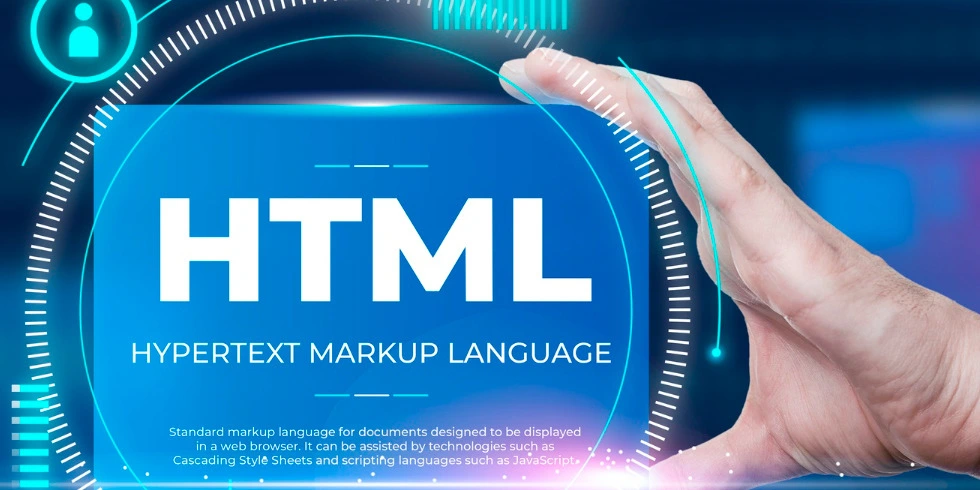 HTML
HYPERTEXT MARKUP LANGUAGE
Standard markup language for documents designed to be displayed
in a web browser. It can be assisted by technologies such as
Cascading Style Sheets and scripting languages such as JavaScript.